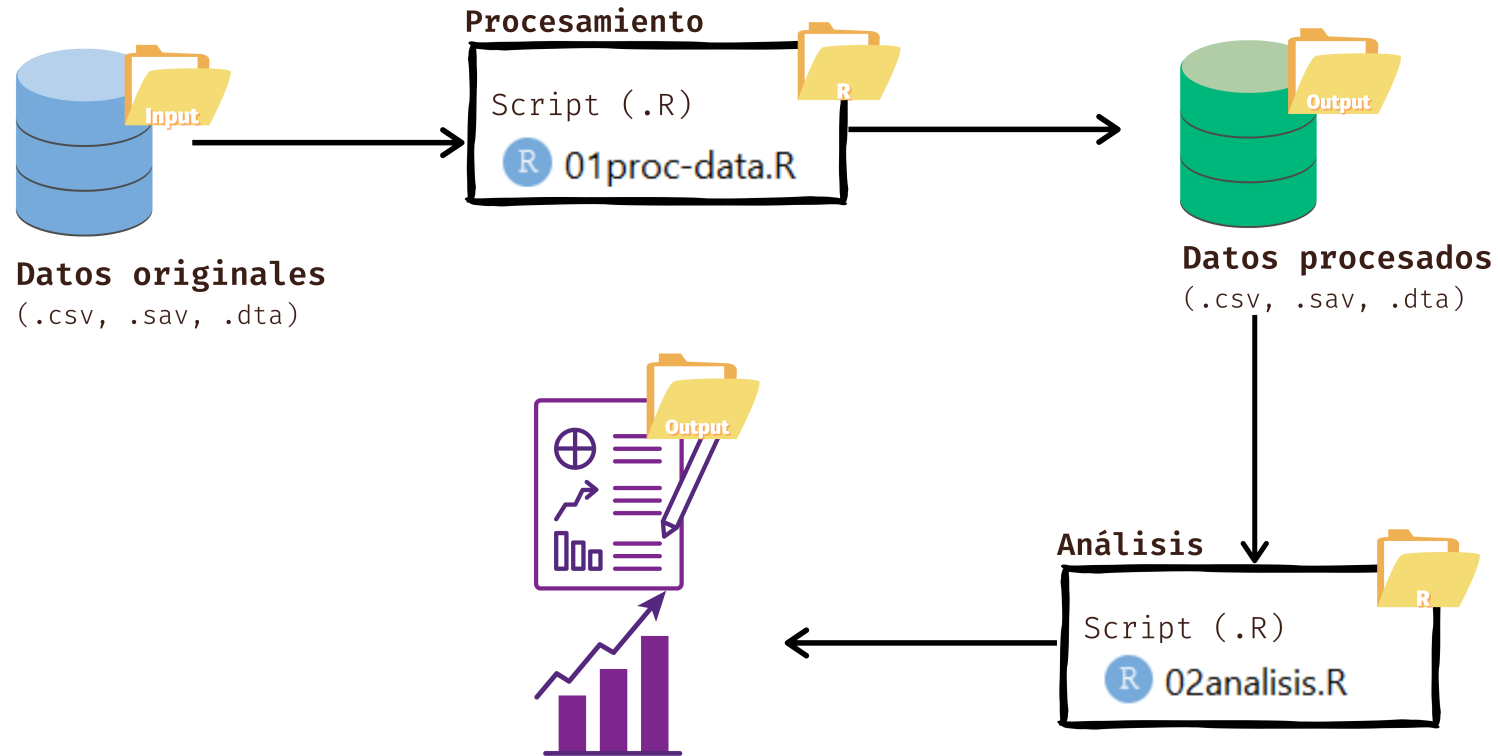 Procesamiento
Input
R
Output
Script (.R)
R 01proc-data.R
Datos originales
(.csv, .sav, .dta)
Datos procesados
(.csv, .sav, .dta)
Output
Análisis
R
Script (.R)
R 02analisis.R